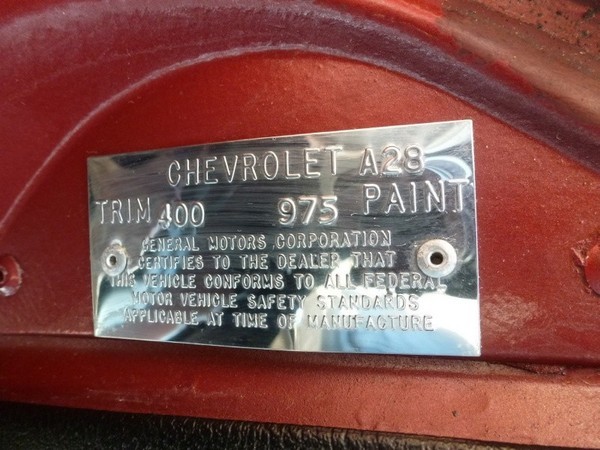 CHEVROLET A28
TRIM 400 975 PAINT
GENERAL MOTORS CORPORATION
CERTIFIES TO THE DEALER THAT
THIS VEHICLE CONFORMS TO ALL FEDERAL
MOTOR VEHICLE SAFETY STANDARDS
APPLICABLE AT TIME OF MANUFACTURE